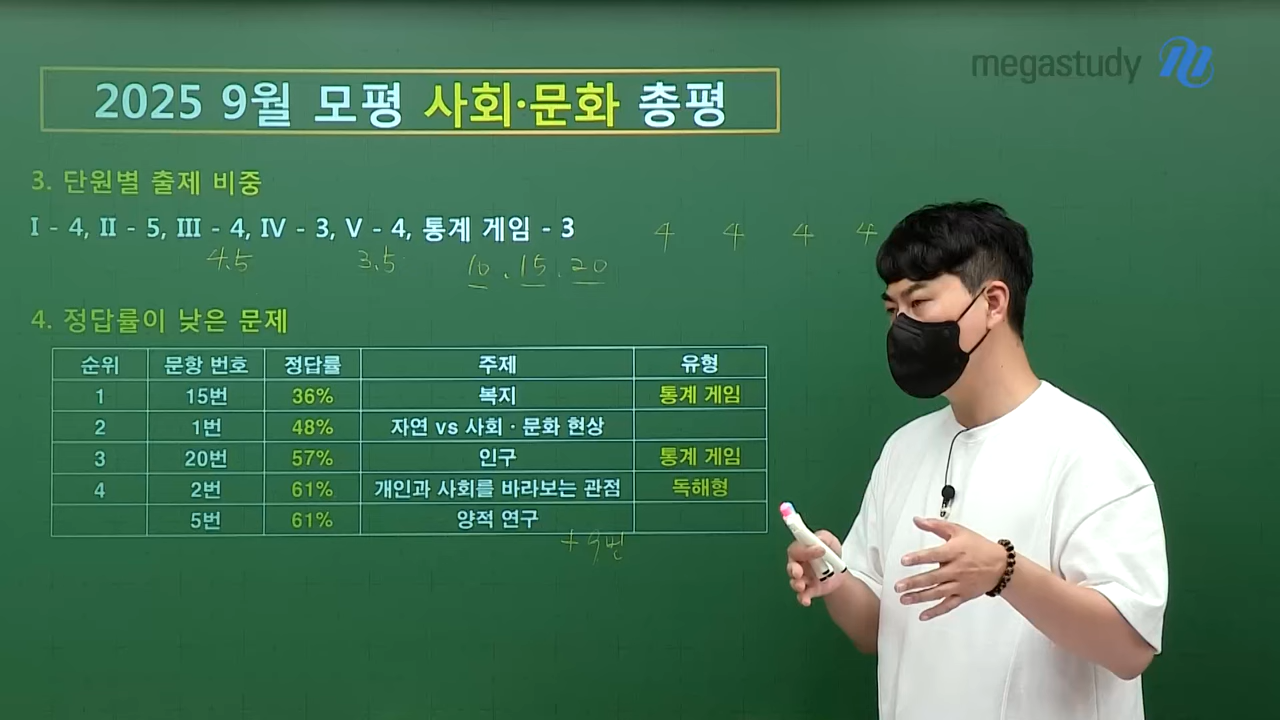 megastudy
2025 9월 모평 사회·문화 총평
3. 단원별 출제 비중
Ⅰ - 4, Ⅱ - 5, Ⅲ - 4, Ⅳ - 3, Ⅴ - 4, 통계 게임 - 3
4 4 4 4
4.5 3.5 10. 15. 20
4. 정답률이 낮은 문제
순위 문항 번호 정답률 주제 유형
1 15번 36% 복지 통계 게임
2 1번 48% 자연 vs 사회·문화 현상
3 20번 57% 인구 통계 게임
4 2번 61% 개인과 사회를 바라보는 관점 독해형
5번 61% 양적 연구
+ 9번